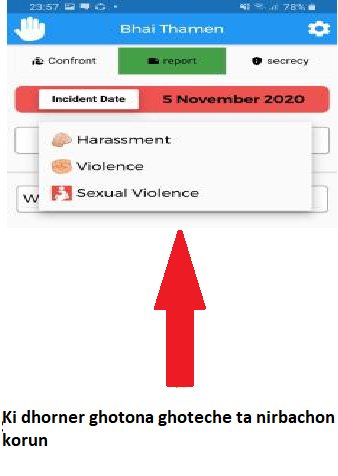 23:57 78%
Bhai Thamen
Confront report secrecy
Incident Date 5 November 2020
Harassment
Violence
W
Sexual Violence
Ki dhorner ghotona ghoteche ta nirbachon
korun